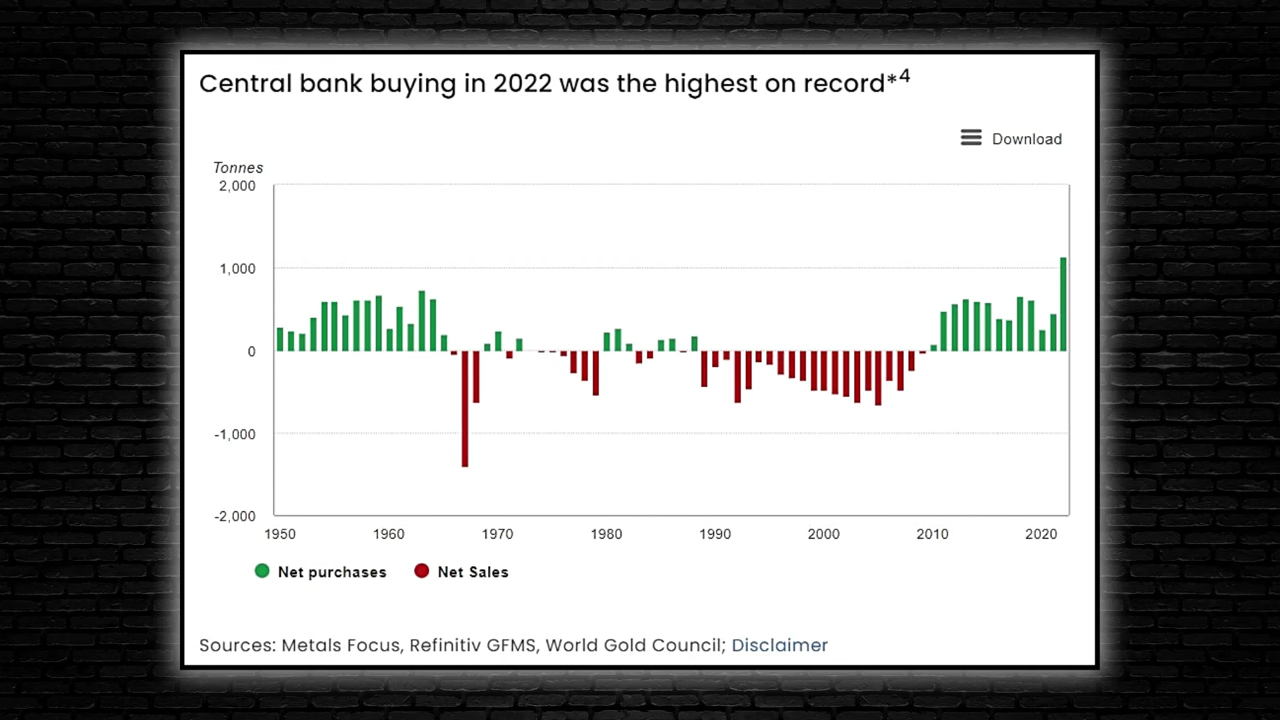 Central bank buying in 2022 was the highest on record*4
Download
Tonnes
2,000
1,000
0
-1,000
-2,000
1950 1960 1970 1980 1990 2000 2010 2020
Net purchases Net Sales
Sources: Metals Focus, Refinitiv GFMS, World Gold Council; Disclaimer